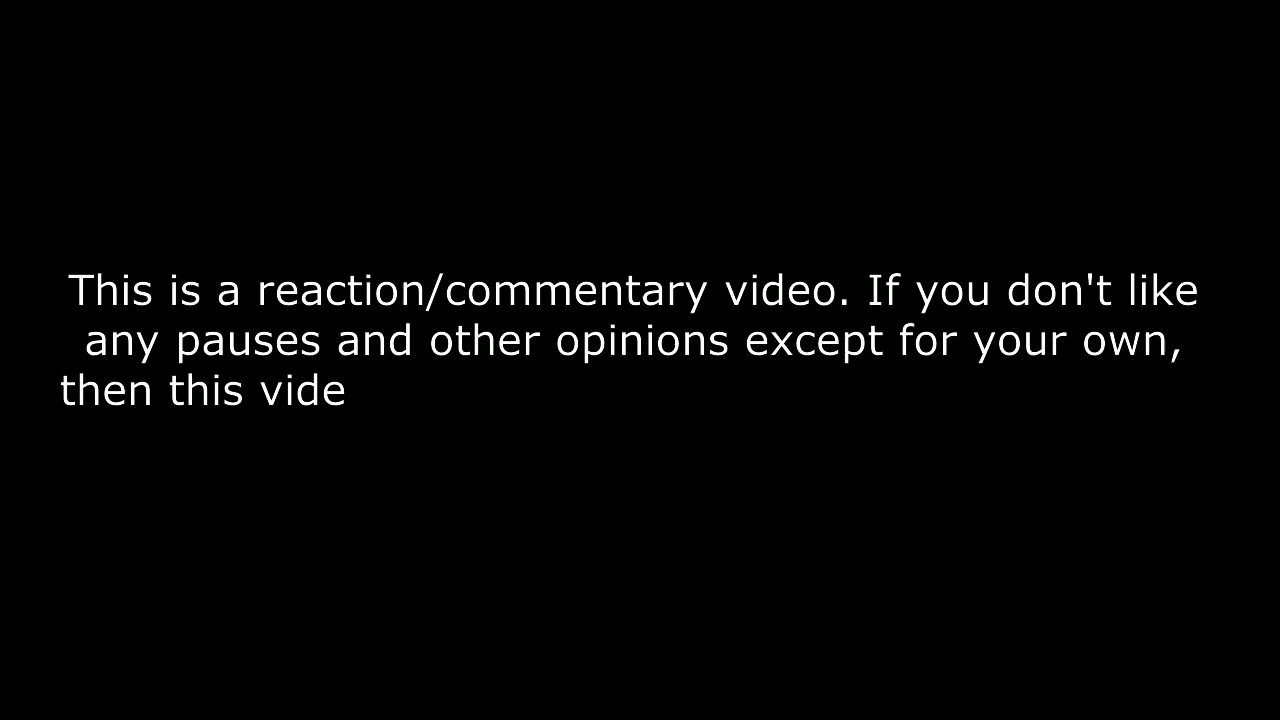 This is a reaction/commentary video. If you don't like
any pauses and other opinions except for your own,
then this vide